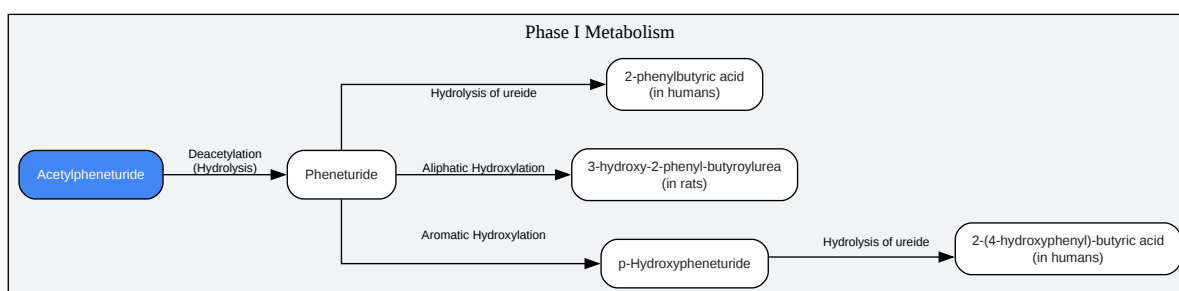 Phase I Metabolism
2-phenylbutyric acid
(in humans)
Hydrolysis of ureide
Deacetylation
(Hydrolysis)
Acetylpheneturide
Pheneturide
Aliphatic Hydroxylation
3-hydroxy-2-phenyl-butyroylurea
(in rats)
Aromatic Hydroxylation
p-Hydroxypheneturide
Hydrolysis of ureide
2-(4-hydroxyphenyl)-butyric acid
(in humans)